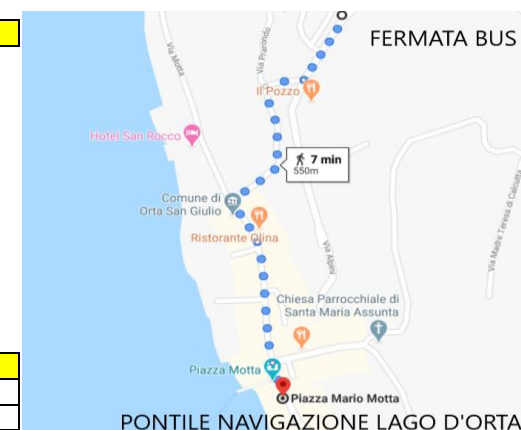 FERMATA BUS
Via Motta
Via Prarondo
Il Pozzo
Hotel San Rocco
7 min
550m
Comune di
Orta San Giulio
Ristorante Olina
Via Alpini
Via Madre Teresa di Calcutta
Chiesa Parrocchiale di
Santa Maria Assunta
Piazza Motta
Piazza Mario Motta
PONTILE NAVIGAZIONE LAGO D'ORTA